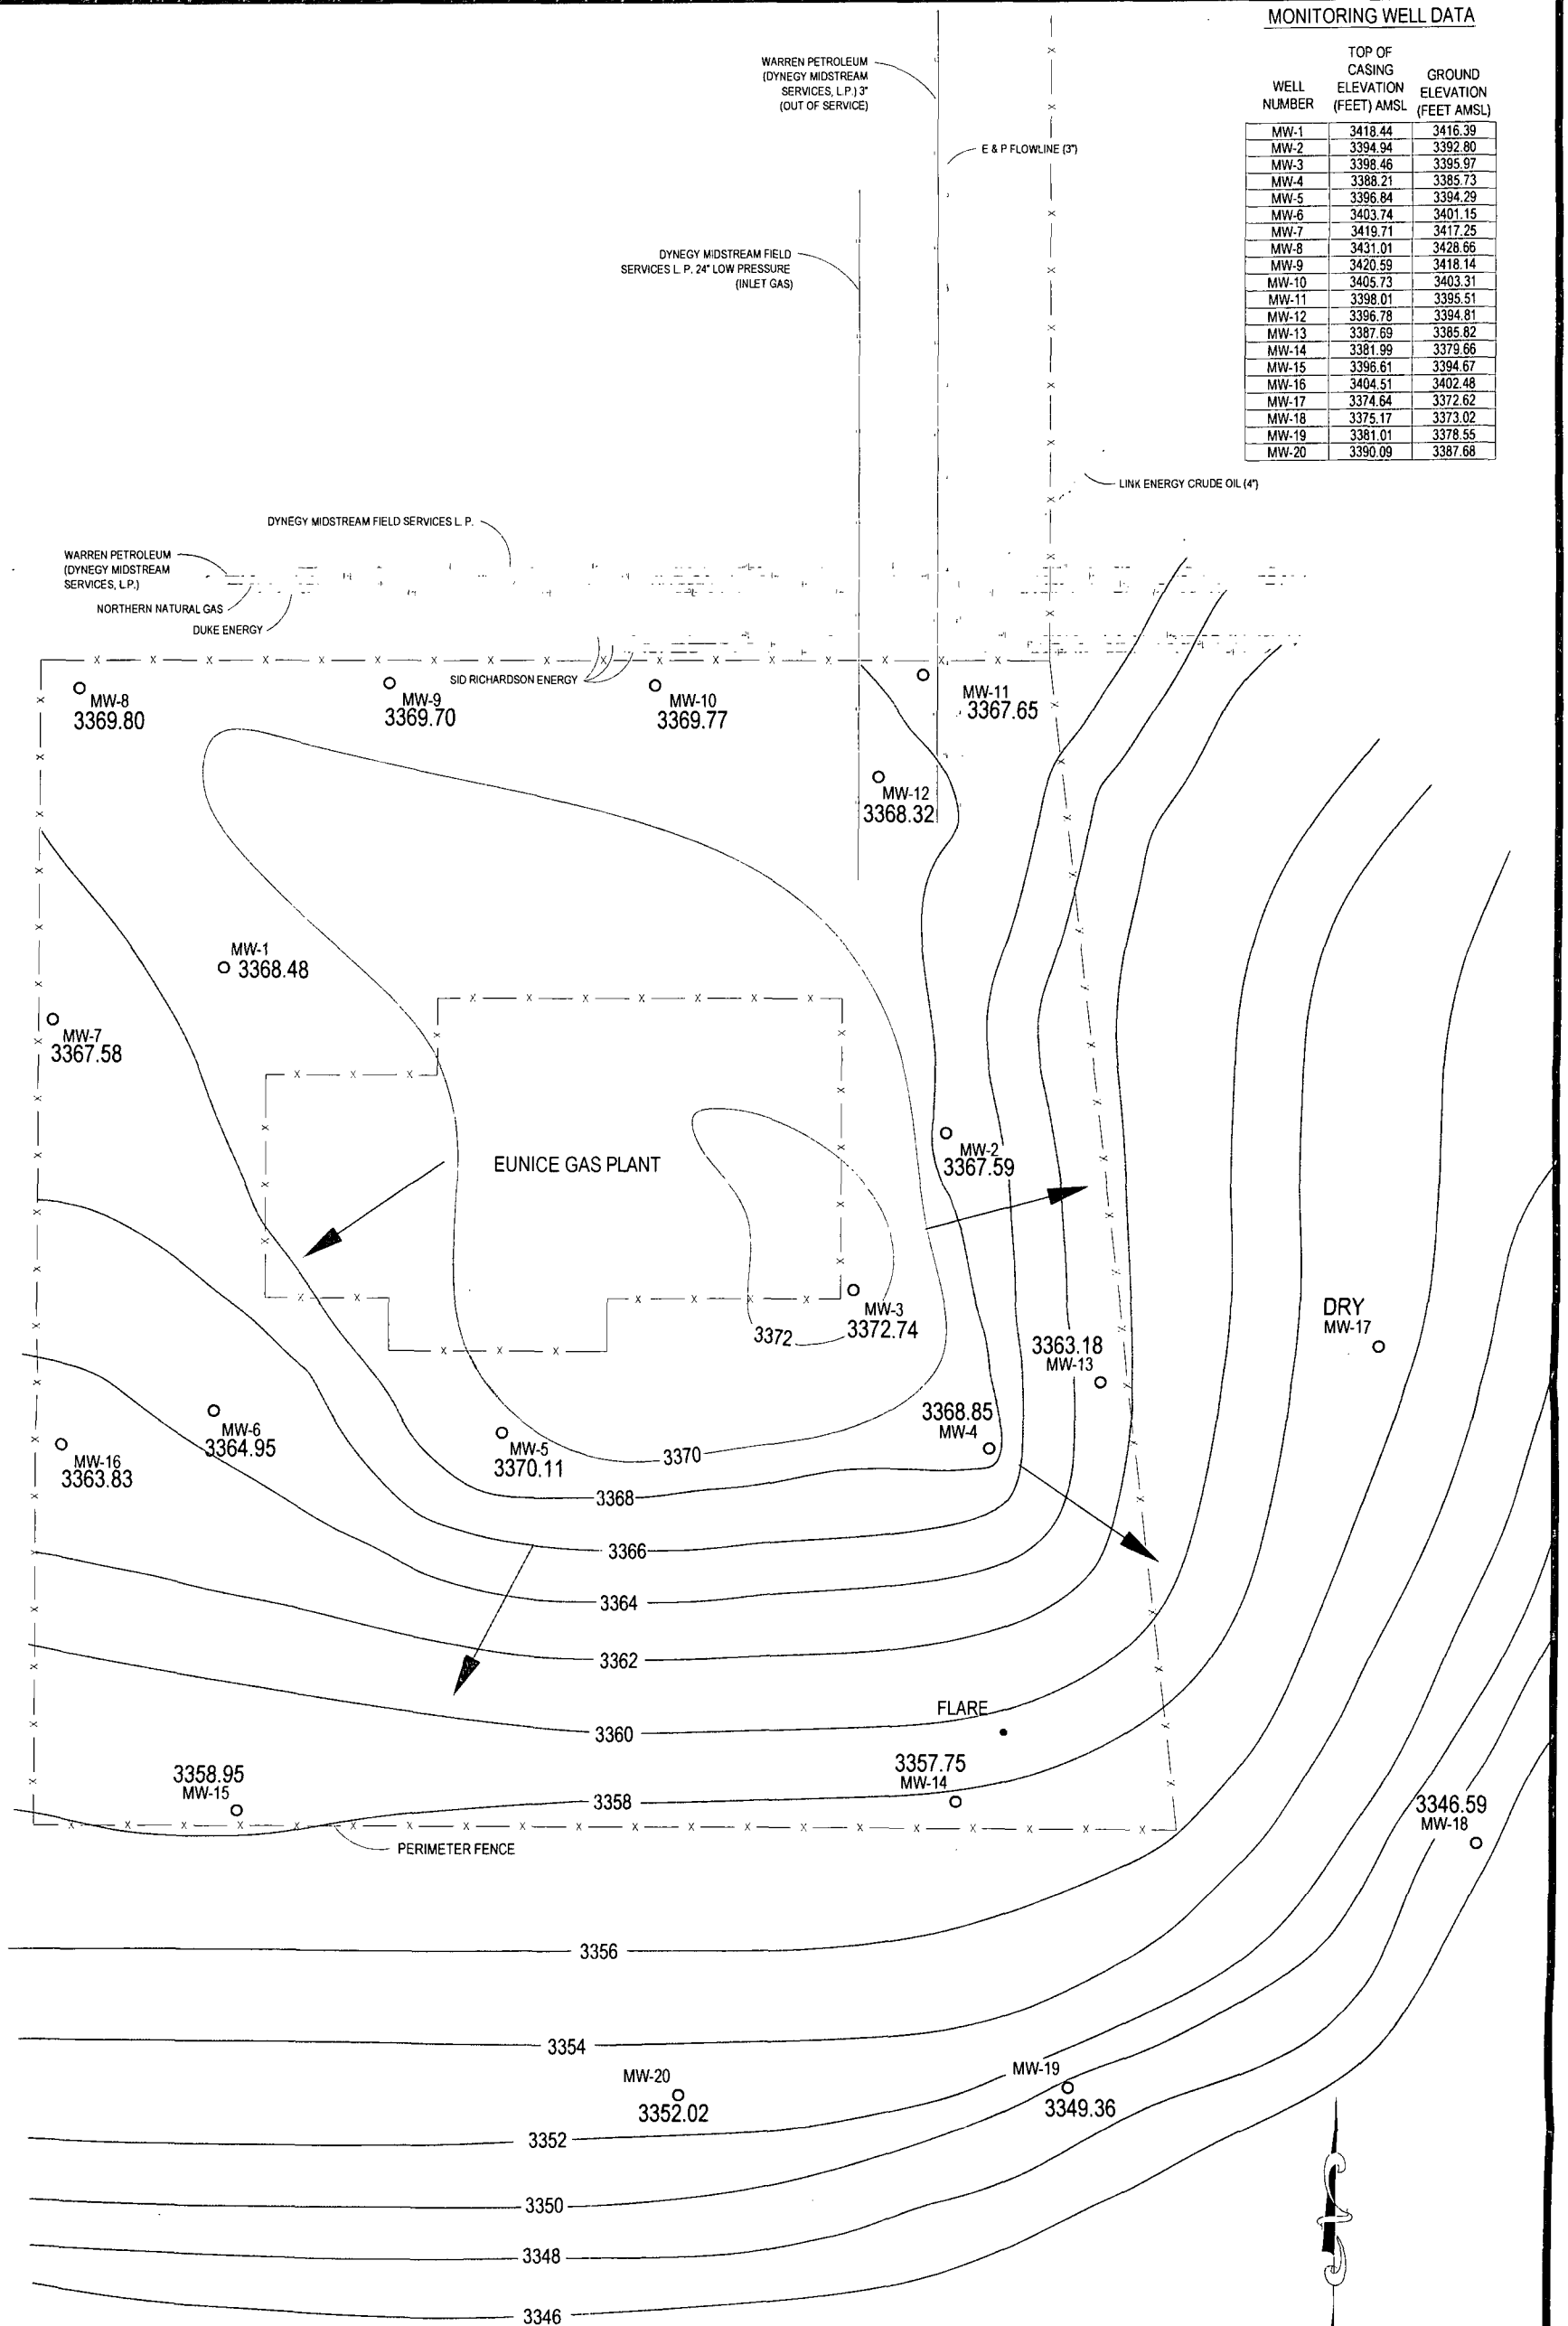 MONITORING WELL DATA
WELL NUMBER TOP OF CASING ELEVATION (FEET) AMSL GROUND ELEVATION (FEET AMSL)
MW-1 3418.44 3416.39
MW-2 3394.94 3392.80
MW-3 3398.46 3395.97
MW-4 3388.21 3385.73
MW-5 3396.84 3394.29
MW-6 3403.74 3401.15
MW-7 3419.71 3417.25
MW-8 3431.01 3428.66
MW-9 3420.59 3418.14
MW-10 3405.73 3403.31
MW-11 3398.01 3395.51
MW-12 3396.78 3394.81
MW-13 3387.69 3385.82
MW-14 3381.99 3379.66
MW-15 3396.61 3394.67
MW-16 3404.51 3402.48
MW-17 3374.64 3372.62
MW-18 3375.17 3373.02
MW-19 3381.01 3378.55
MW-20 3390.09 3387.68
WARREN PETROLEUM
(DYNEGY MIDSTREAM
SERVICES, L.P.) 3"
(OUT OF SERVICE)
E & P FLOWLINE (3")
DYNEGY MIDSTREAM FIELD
SERVICES L. P. 24" LOW PRESSURE
(INLET GAS)
LINK ENERGY CRUDE OIL (4")
DYNEGY MIDSTREAM FIELD SERVICES L. P.
WARREN PETROLEUM
(DYNEGY MIDSTREAM
SERVICES, L.P.)
NORTHERN NATURAL GAS
DUKE ENERGY
SID RICHARDSON ENERGY
MW-8
3369.80
MW-9
3369.70
MW-10
3369.77
MW-11
3367.65
MW-12
3368.32
MW-1
3368.48
MW-7
3367.58
MW-2
3367.59
EUNICE GAS PLANT
MW-3
3372.74
3372
DRY
MW-17
3363.18
MW-13
3368.85
MW-4
MW-6
3364.95
MW-5
3370.11
MW-16
3363.83
3370
3368
3366
3364
3362
3360
FLARE
3358.95
MW-15
3357.75
MW-14
3358
3346.59
MW-18
PERIMETER FENCE
3356
3354
MW-20
3352.02
MW-19
3349.36
3352
3350
3348
3346